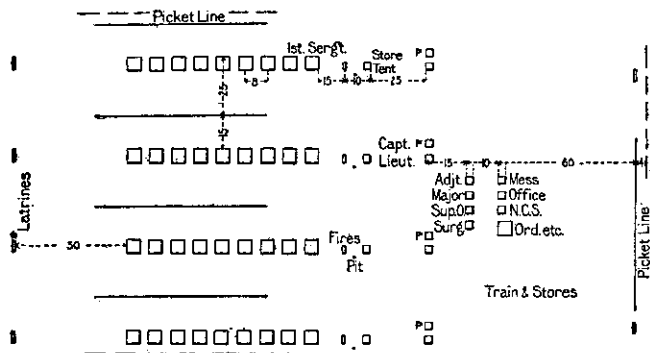 Picket Line
1st. Sergt.
Store
Tent
P
8
15
10
25
25
15
Capt.
Lieut.
P
15
10
60
Adjt.
Mess
Major
Office
Sup.O.
N.C.S.
Surg.
Ord.etc.
Latrines
50
Fires
Pit
P
Picket Line
Train & Stores
P